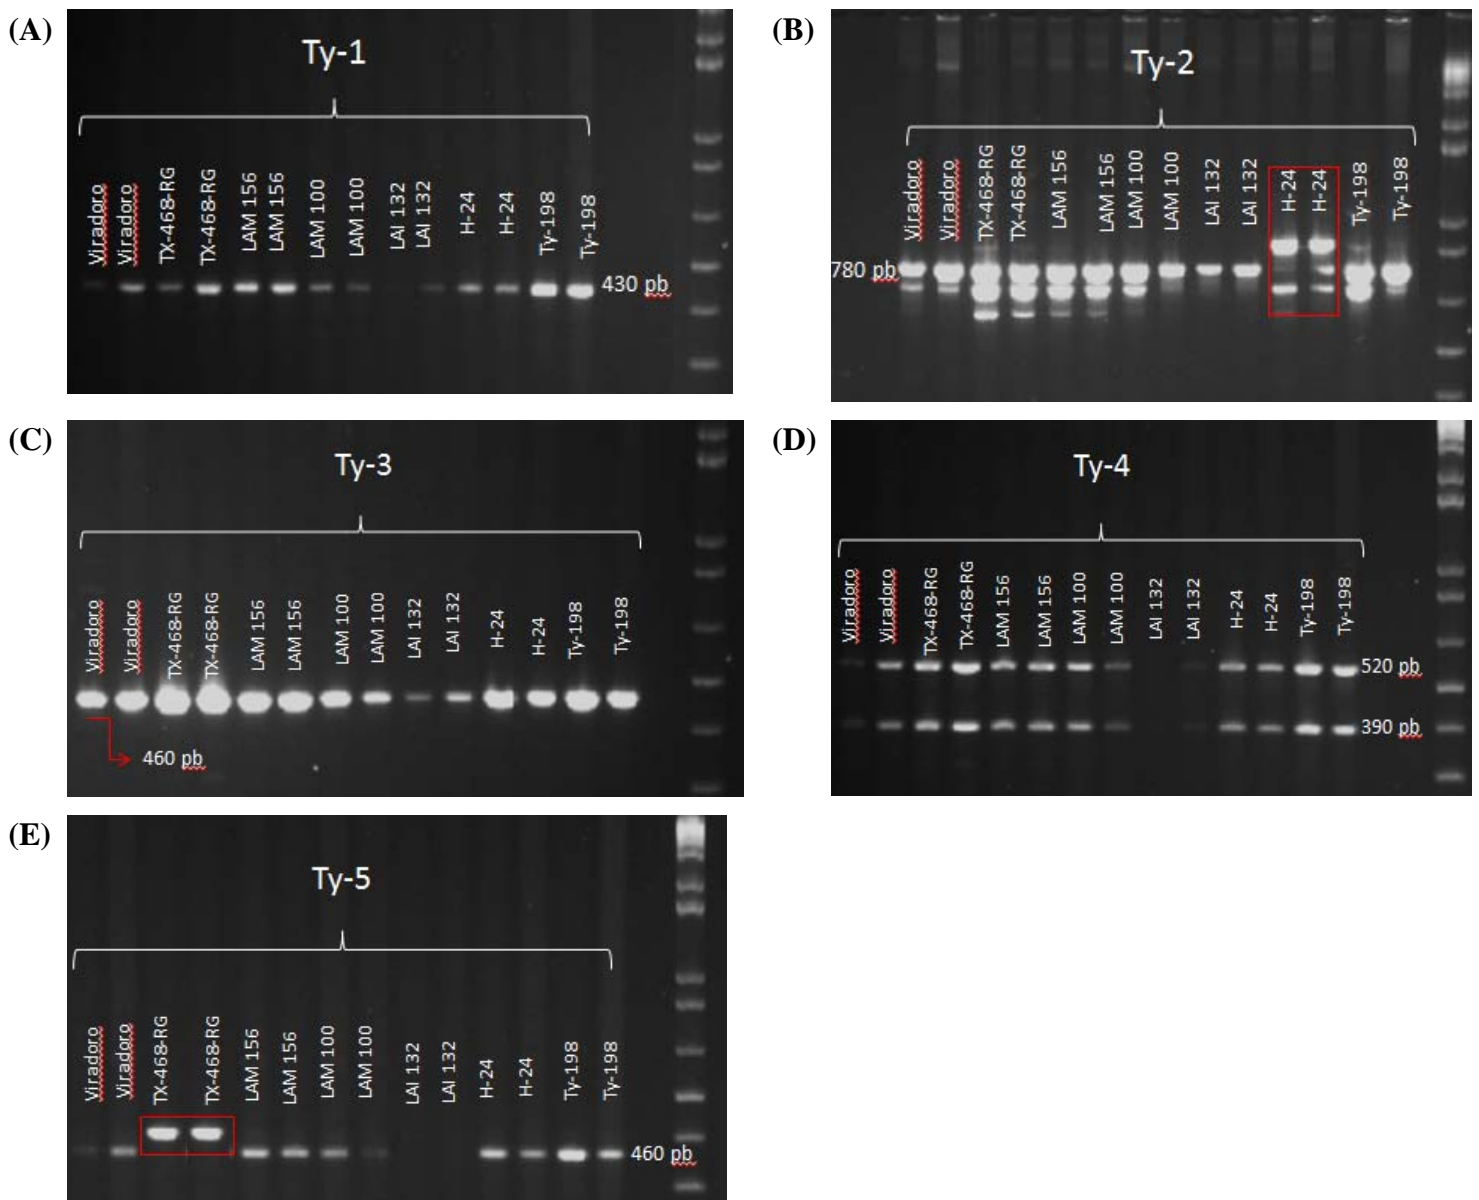 (A)
Ty-1
Viradoro
Viradoro
TX-468-RG
TX-468-RG
LAM 156
LAM 156
LAM 100
LAM 100
LAI 132
LAI 132
H-24
H-24
Ty-198
Ty-198
430 pb
(B)
Ty-2
Viradoro
Viradoro
TX-468-RG
TX-468-RG
LAM 156
LAM 156
LAM 100
LAM 100
LAI 132
LAI 132
H-24
H-24
Ty-198
Ty-198
780 pb
(C)
Ty-3
Viradoro
Viradoro
TX-468-RG
TX-468-RG
LAM 156
LAM 156
LAM 100
LAM 100
LAI 132
LAI 132
H-24
H-24
Ty-198
Ty-198
460 pb
(D)
Ty-4
Viradoro
Viradoro
TX-468-RG
TX-468-RG
LAM 156
LAM 156
LAM 100
LAM 100
LAI 132
LAI 132
H-24
H-24
Ty-198
Ty-198
520 pb
390 pb
(E)
Ty-5
Viradoro
Viradoro
TX-468-RG
TX-468-RG
LAM 156
LAM 156
LAM 100
LAM 100
LAI 132
LAI 132
H-24
H-24
Ty-198
Ty-198
460 pb